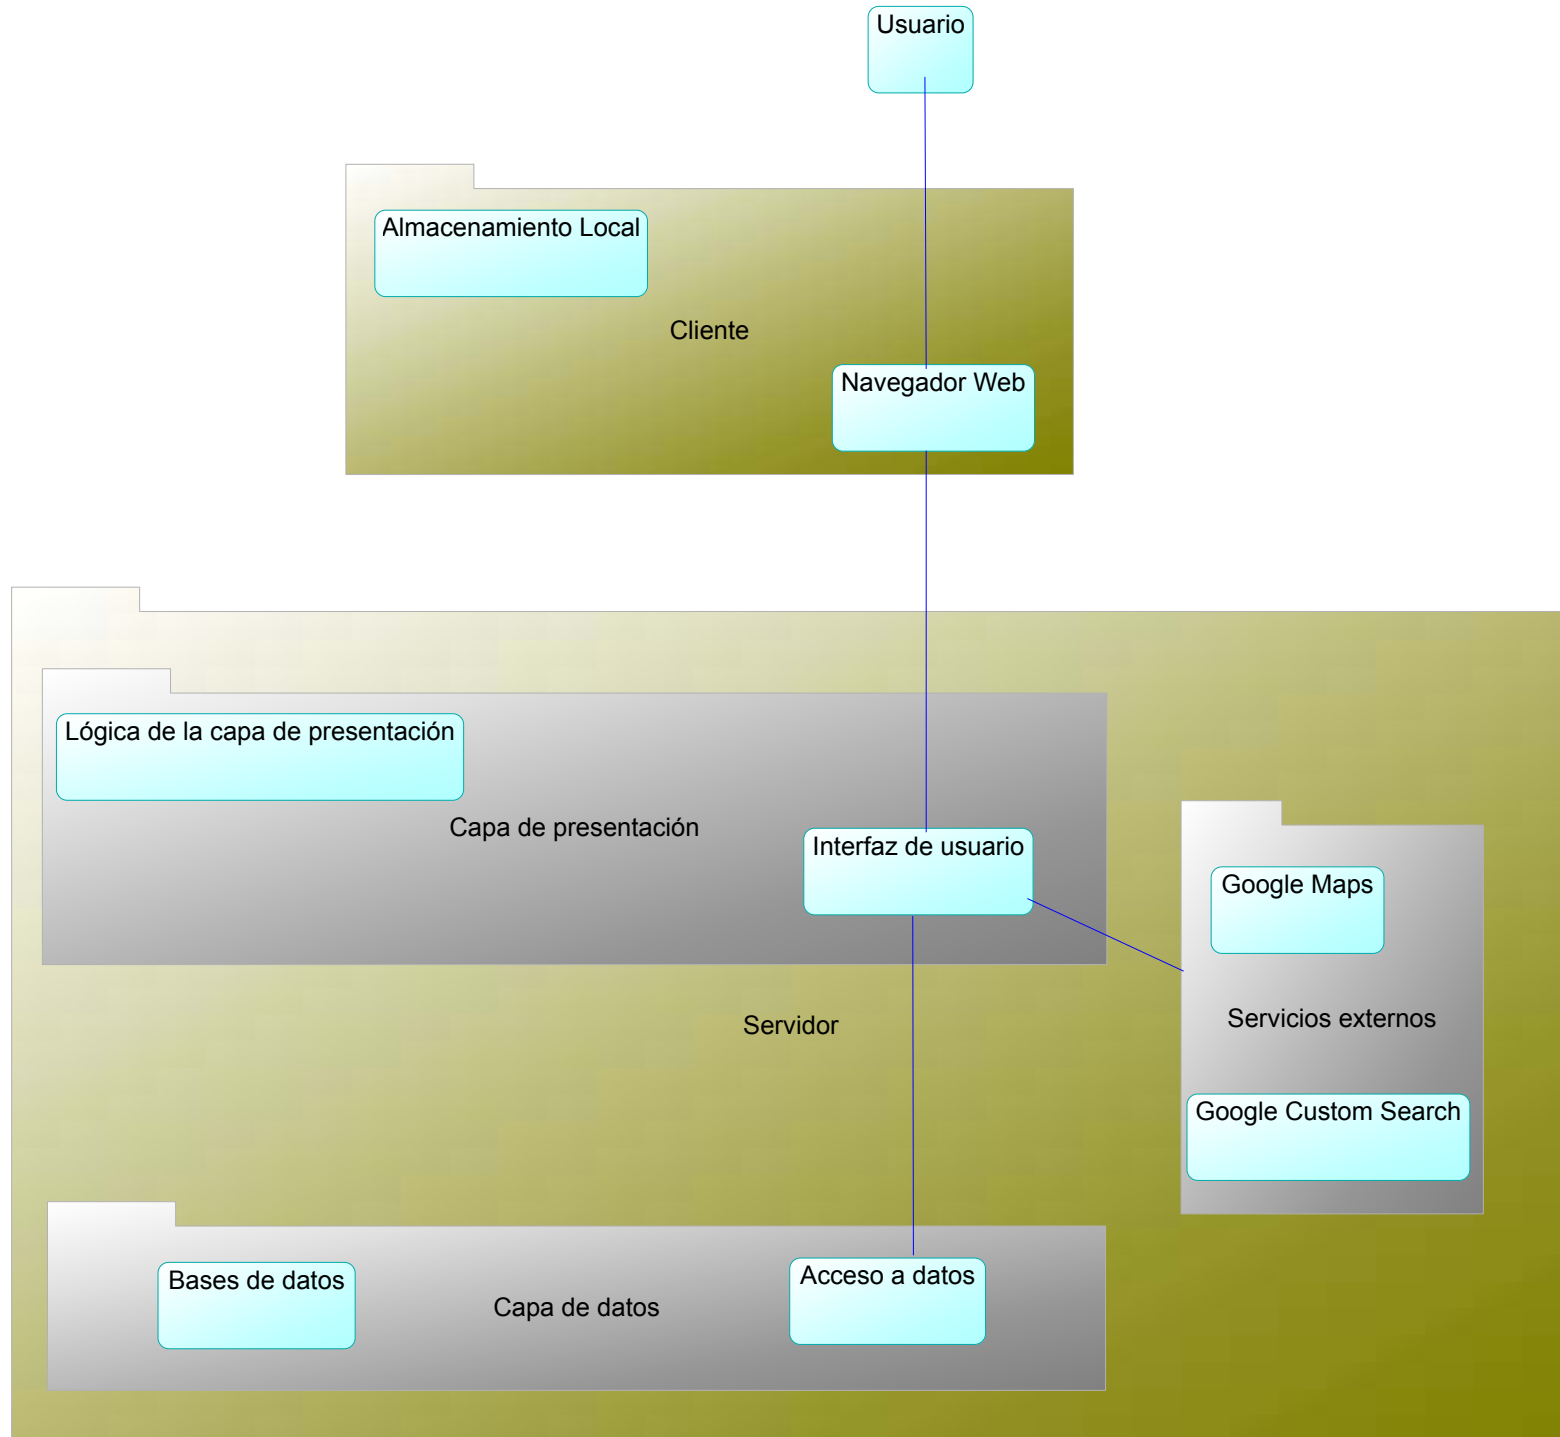 Usuario
Almacenamiento Local
Cliente
Navegador Web
Lógica de la capa de presentación
Capa de presentación
Interfaz de usuario
Google Maps
Servicios externos
Servidor
Google Custom Search
Bases de datos
Capa de datos
Acceso a datos